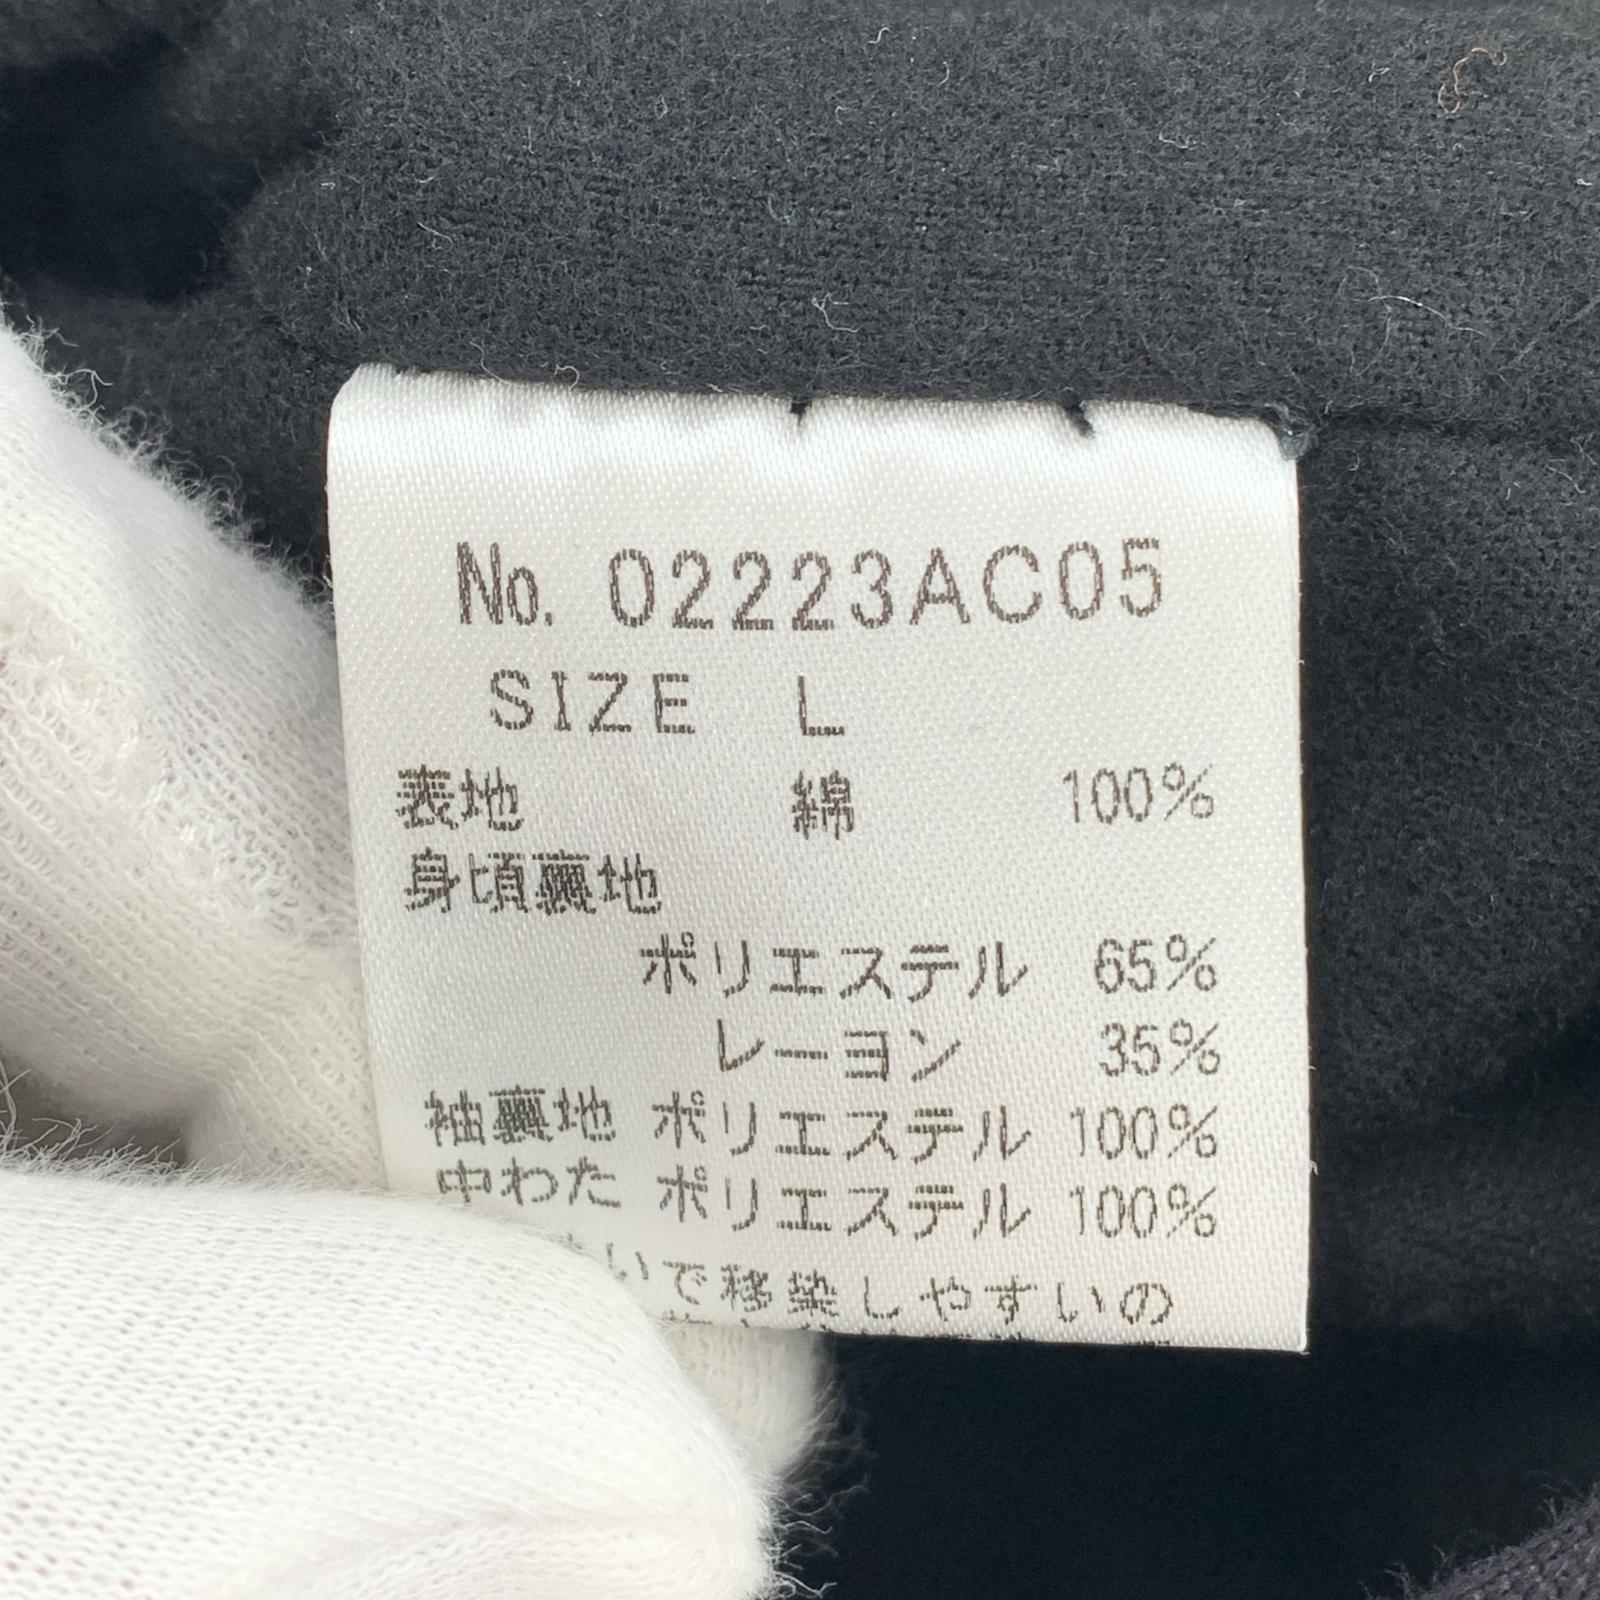 No. 02223AC05
SIZE L
表地 綿 100%
身頃裏地
ポリエステル 65%
レーヨン 35%
袖裏地 ポリエステル 100%
中わた ポリエステル 100%
いで移染しやすいの